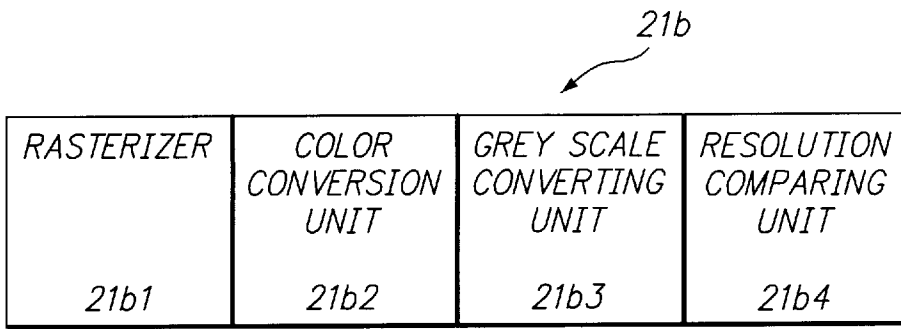 21b
RASTERIZER
21b1
COLOR
CONVERSION
UNIT
21b2
GREY SCALE
CONVERTING
UNIT
21b3
RESOLUTION
COMPARING
UNIT
21b4